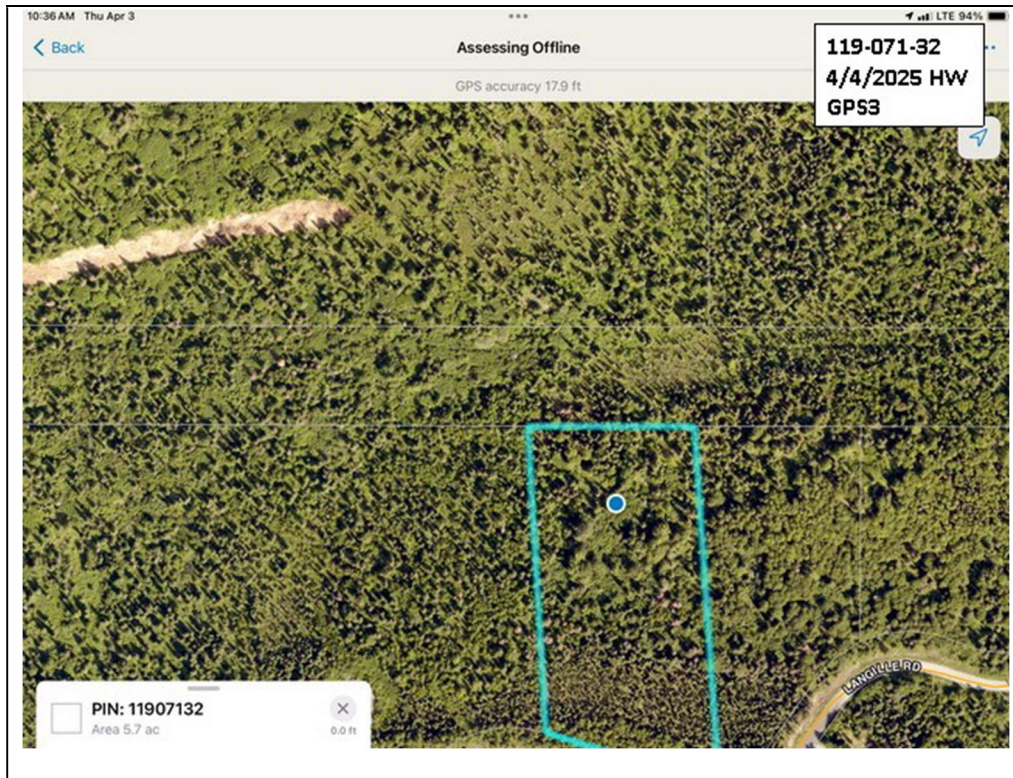 10:36 AM Thu Apr 3
LTE 94%
Back
Assessing Offline
GPS accuracy 17.9 ft
119-071-32
4/4/2025 HW
GPS3
LANGILLE RD
PIN: 11907132
Area 5.7 ac
0.0 ft